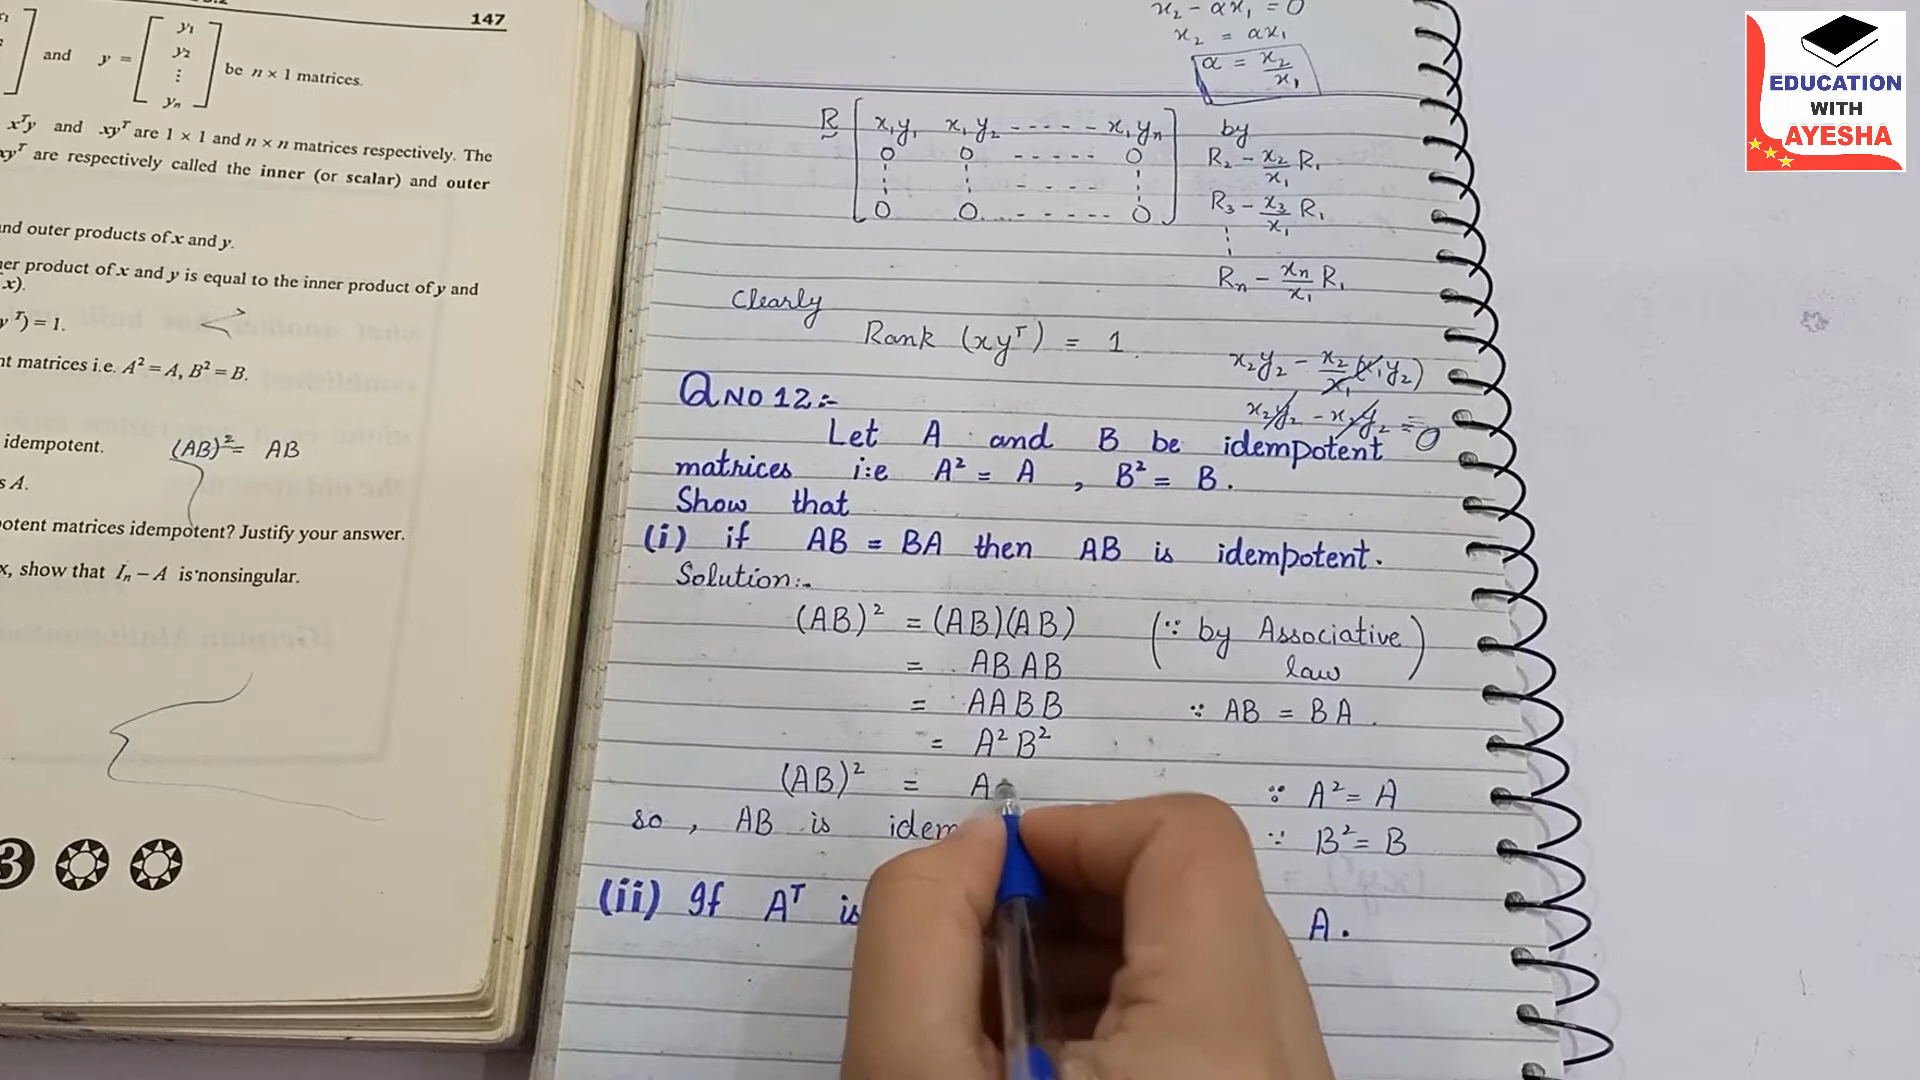 147
and y = [ y₁ y₂ ⋮ yₙ ] be n × 1 matrices.
xᵀy and xyᵀ are 1 × 1 and n × n matrices respectively. The
xyᵀ are respectively called the inner (or scalar) and outer
outer products of x and y.
product of x and y is equal to the inner product of y and
x).
ᵀ) = 1.
matrices i.e. A² = A, B² = B.
idempotent. (AB)² = AB
A.
matrices idempotent? Justify your answer.
show that Iₙ – A is nonsingular.
3
x₂ - αx₁ = 0
x₂ = αx₁
α = x₂/x₁
R [ x₁y₁ x₁y₂ ----- x₁yₙ ] by
0 0 ----- 0 R₂ - x₂/x₁ R₁
⋮ ⋮ ---- ⋮ R₃ - x₃/x₁ R₁
0 0 ------ 0 ⋮
Rₙ - xₙ/x₁ R₁
Clearly
Rank (xyᵀ) = 1.
x₂y₂ - x₂/x₁ (x₁y₂)
x₂y₂ - x₂y₂ = 0
Q NO 12:-
Let A and B be idempotent
matrices i:e A² = A , B² = B.
Show that
(i) if AB = BA then AB is idempotent.
Solution:-
(AB)² = (AB)(AB) (∵ by Associative law)
= ABAB
= AABB ∵ AB = BA.
= A²B²
(AB)² = A ∵ A² = A
so, AB is idem ∵ B² = B
(ii) If Aᵀ is A.
EDUCATION
WITH
AYESHA